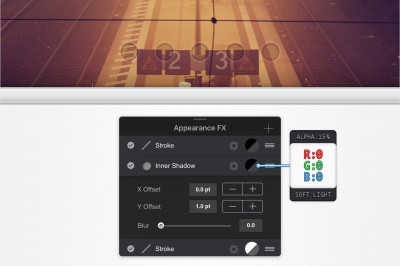 2 3
Appearance FX
Stroke
Inner Shadow
X Offset 0.0 pt
Y Offset 1.0 pt
Blur 0.0
Stroke
ALPHA:15%
R:0
G:0
B:0
SOFT LIGHT